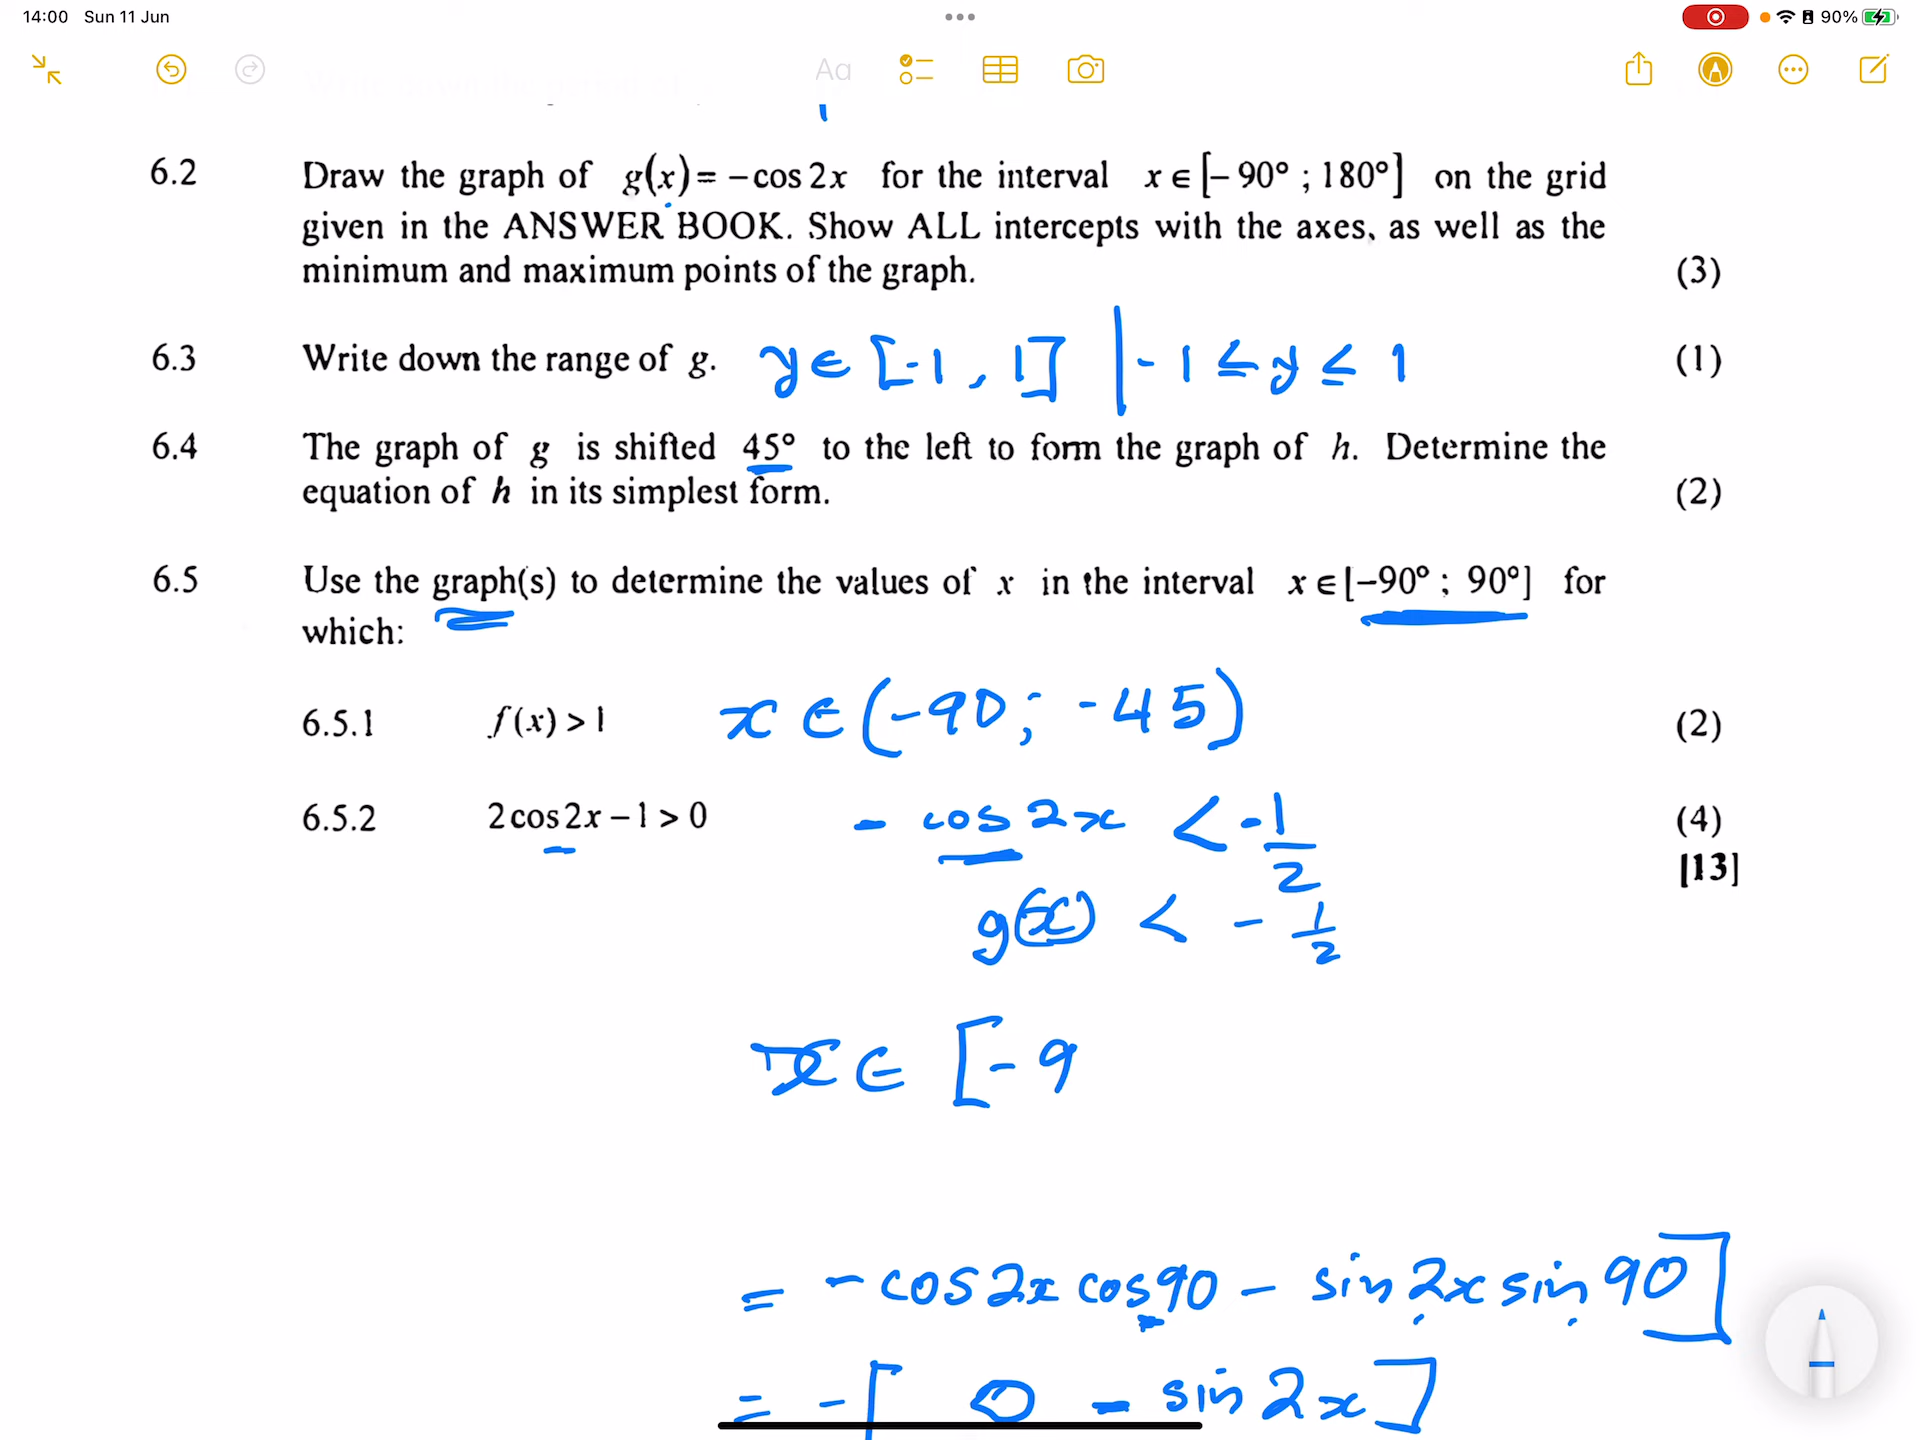 14:00 Sun 11 Jun
90%
Aa
6.2 Draw the graph of g(x) = −cos 2x for the interval x ∈ [− 90° ; 180°] on the grid
given in the ANSWER BOOK. Show ALL intercepts with the axes, as well as the
minimum and maximum points of the graph. (3)
6.3 Write down the range of g. y ∈ [-1 , 1] | -1 ≤ y ≤ 1 (1)
6.4 The graph of g is shifted 45° to the left to form the graph of h. Determine the
equation of h in its simplest form. (2)
6.5 Use the graph(s) to determine the values of x in the interval x ∈ [−90° ; 90°] for
which:
6.5.1 f(x) > 1 x ∈ (-90 ; -45) (2)
6.5.2 2 cos 2x − 1 > 0 - cos 2x < -1/2 (4)
[13]
g(x) < - 1/2
x ∈ [- 9
= - cos 2x cos 90 - sin 2x sin 90]
= -[ 0 - sin 2x]